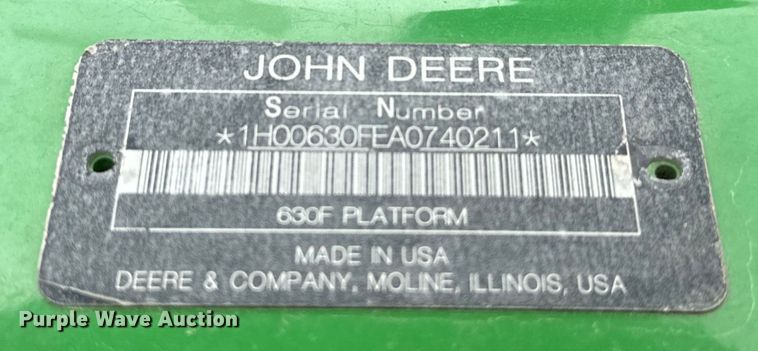 JOHN DEERE
Serial Number
*1H00630FEA0740211*
630F PLATFORM
MADE IN USA
DEERE & COMPANY, MOLINE, ILLINOIS, USA
Purple Wave Auction